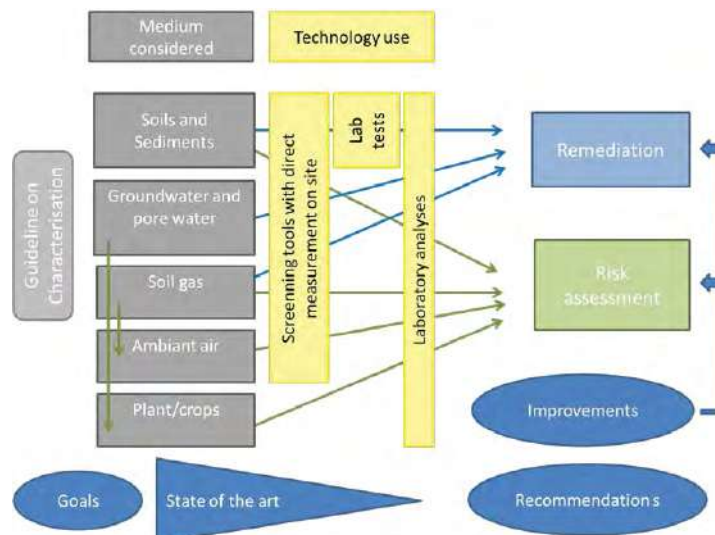 Medium
considered
Technology use
Guideline on
Characterisation
Soils and
Sediments
Groundwater and
pore water
Soil gas
Ambiant air
Plant/crops
Screenning tools with direct
measurement on site
Lab
tests
Laboratory analyses
Remediation
Risk
assessment
Improvements
Goals
State of the art
Recommendations